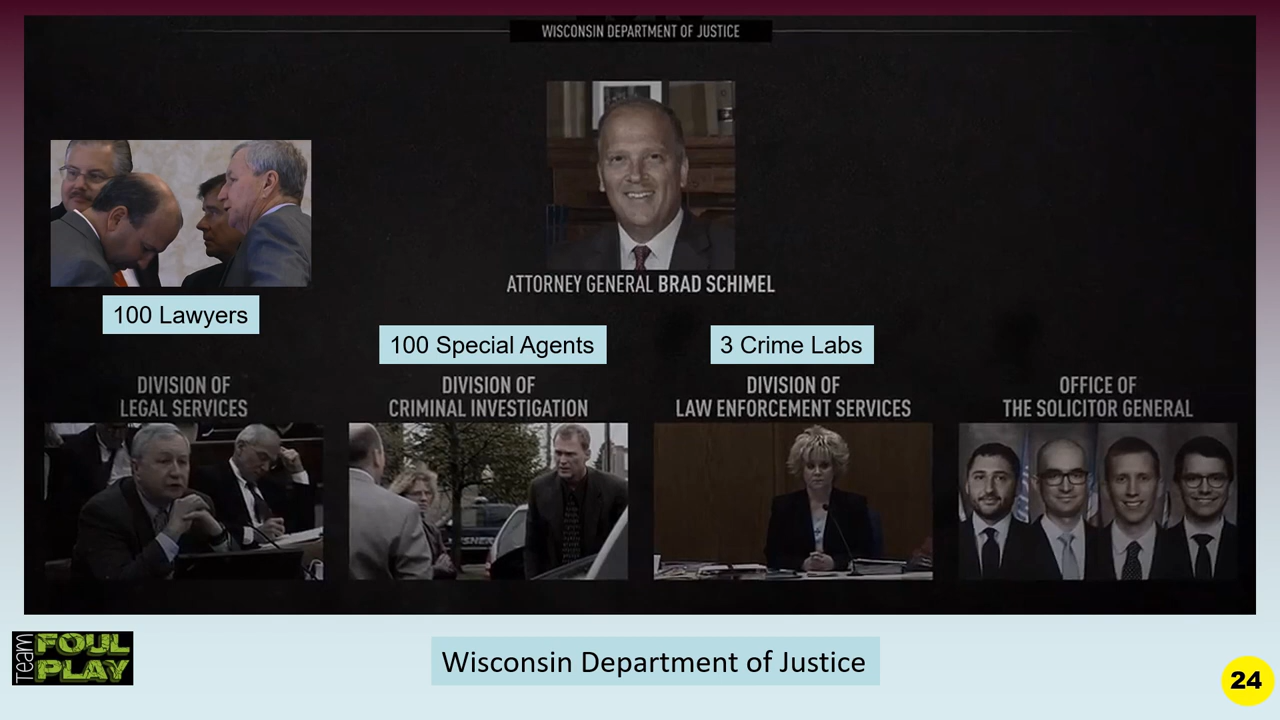 WISCONSIN DEPARTMENT OF JUSTICE
ATTORNEY GENERAL BRAD SCHIMEL
100 Lawyers
100 Special Agents
3 Crime Labs
DIVISION OF
LEGAL SERVICES
DIVISION OF
CRIMINAL INVESTIGATION
DIVISION OF
LAW ENFORCEMENT SERVICES
OFFICE OF
THE SOLICITOR GENERAL
team
FOUL
PLAY
Wisconsin Department of Justice
24